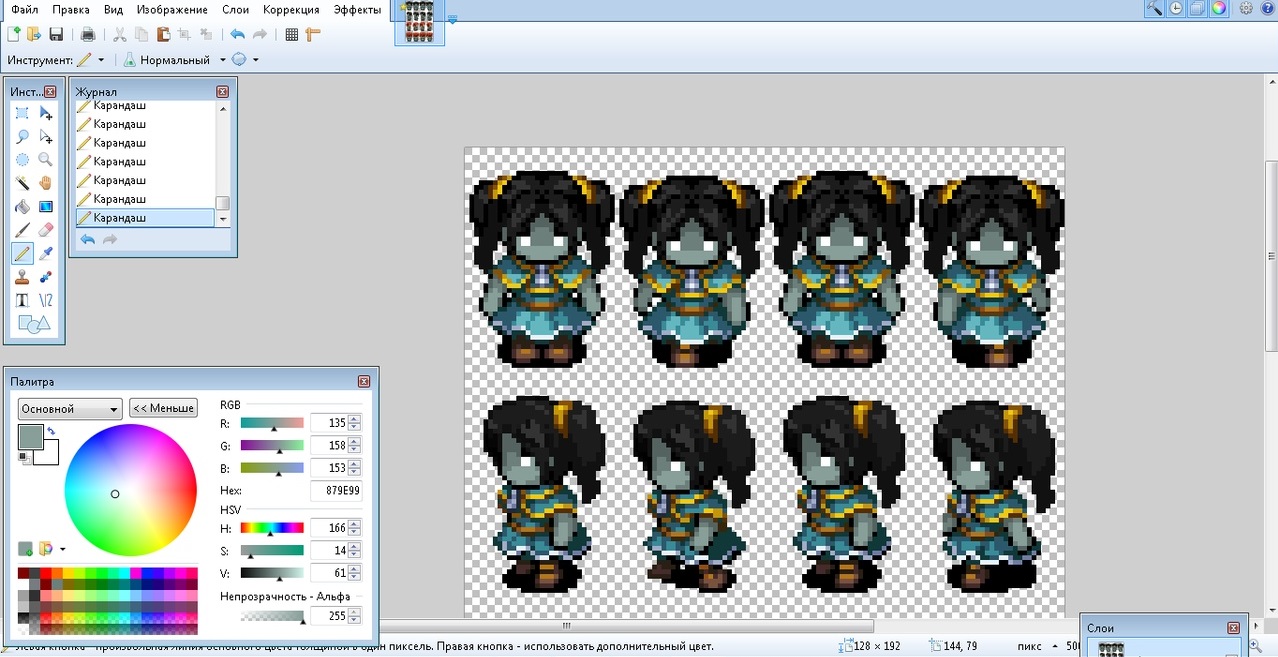 Файл Правка Вид Изображение Слои Коррекция Эффекты
Инструмент: Нормальный
Инст...
Журнал
Карандаш
Карандаш
Карандаш
Карандаш
Карандаш
Карандаш
Карандаш
Палитра
Основной << Меньше
RGB
R: 135
G: 158
B: 153
Hex: 879E99
HSV
H: 166
S: 14
V: 61
Непрозрачность - Альфа
255
Слои
Левая кнопка - произвольная линия основного цвета толщиной в один пиксель. Правая кнопка - использовать дополнительный цвет. 128 × 192 144, 79 пикс